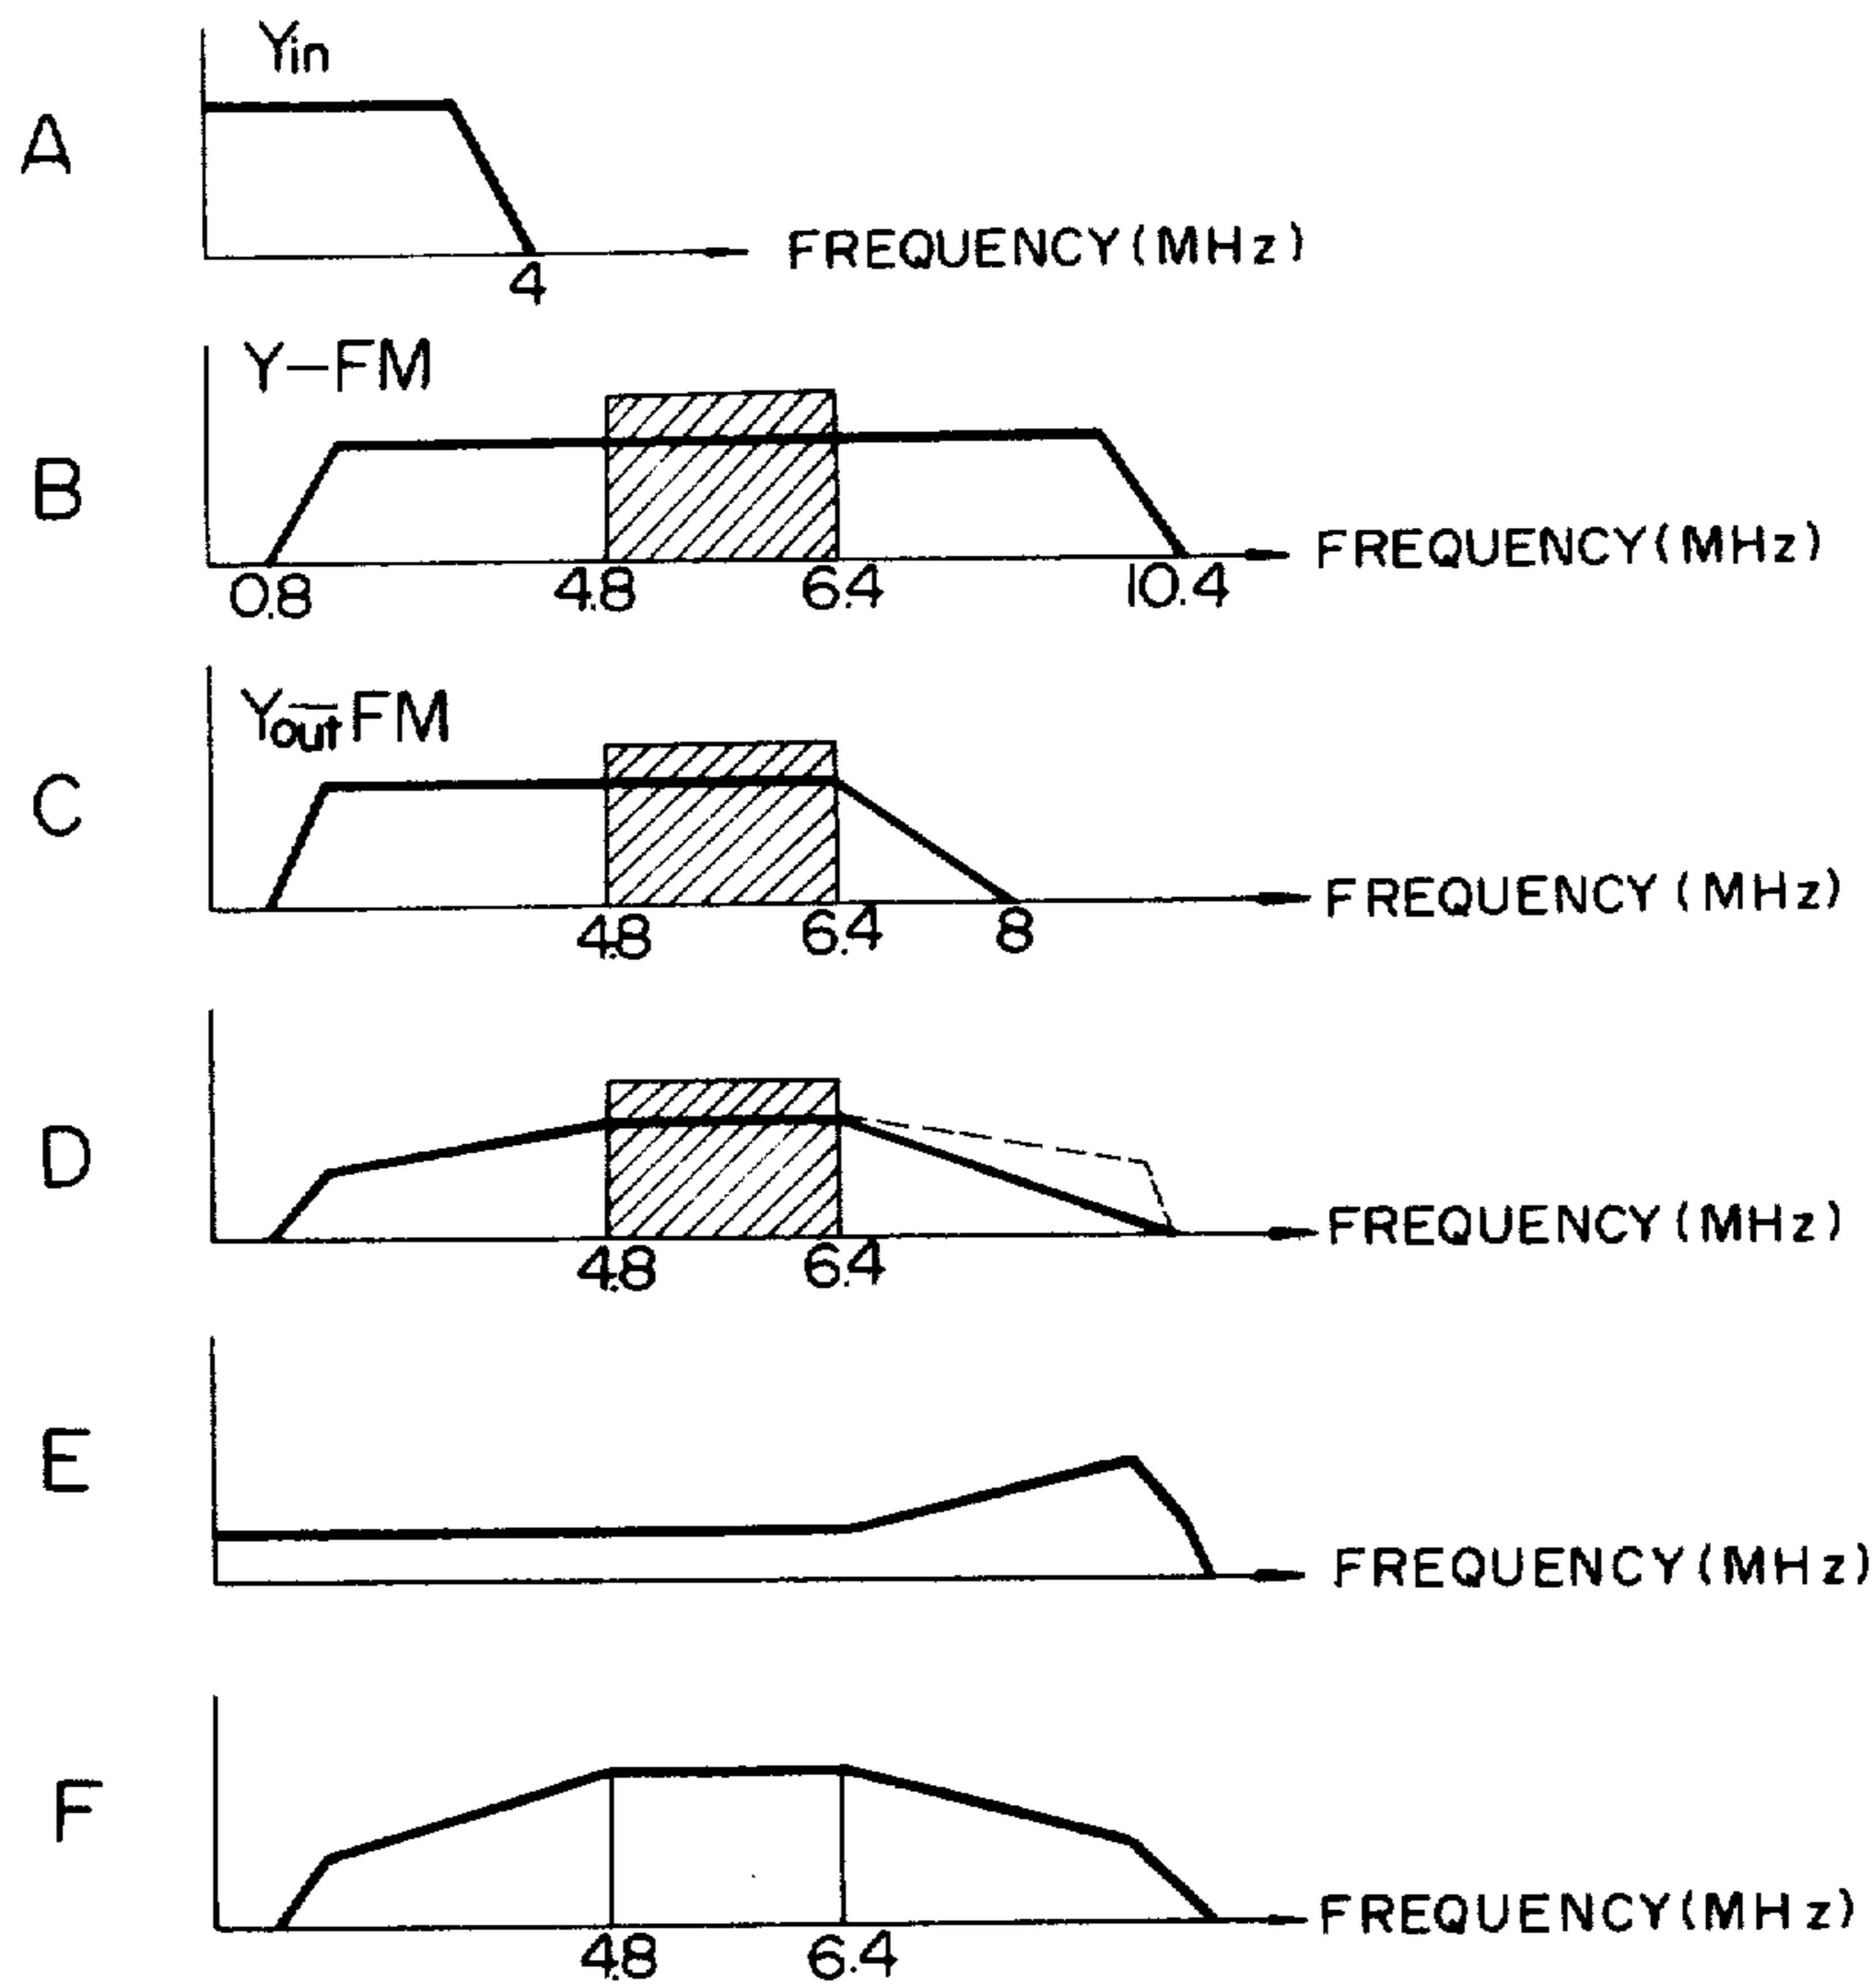 A
Yin
4
FREQUENCY(MHz)
B
Y-FM
0.8
4.8
6.4
10.4
FREQUENCY(MHz)
C
Yout-FM
4.8
6.4
8
FREQUENCY(MHz)
D
4.8
6.4
FREQUENCY(MHz)
E
FREQUENCY(MHz)
F
4.8
6.4
FREQUENCY(MHz)